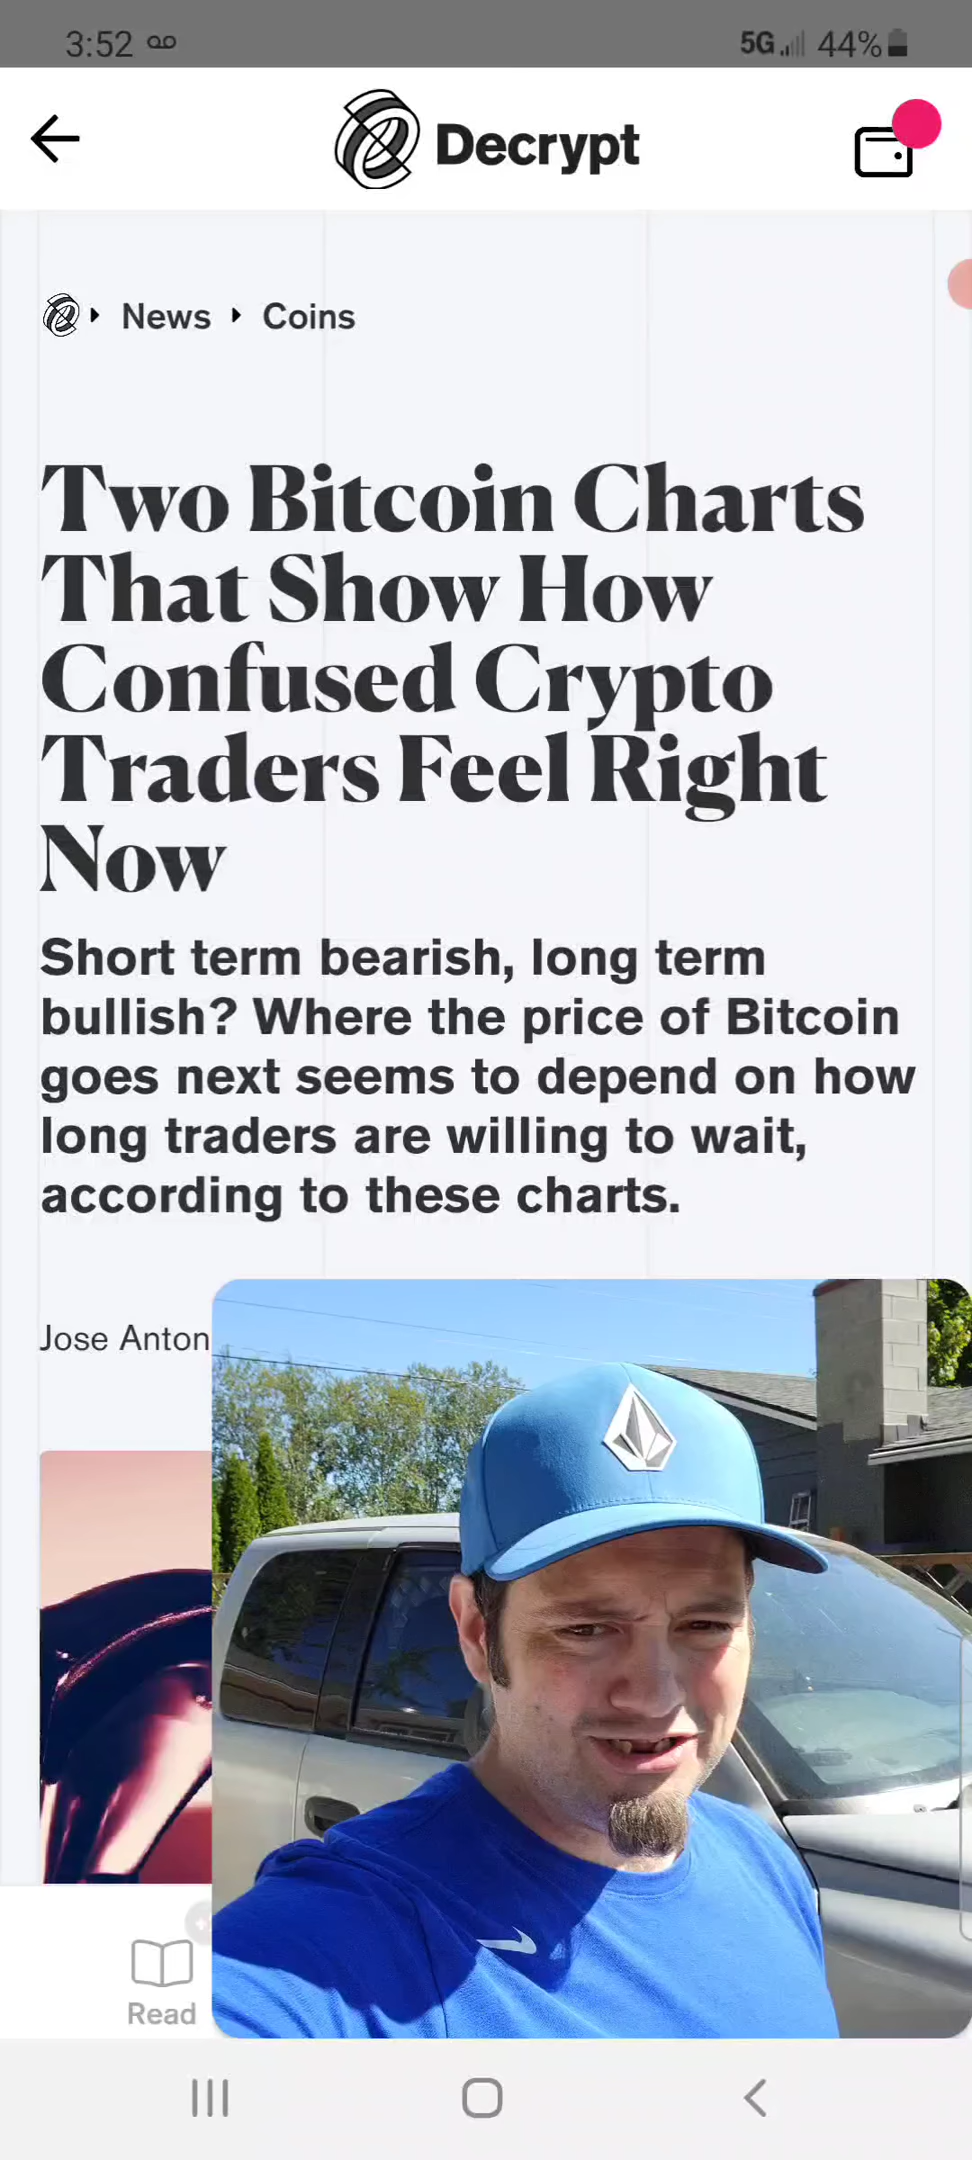 3:52
5G 44%
Decrypt
News
Coins
Two Bitcoin Charts
That Show How
Confused Crypto
Traders Feel Right
Now
Short term bearish, long term
bullish? Where the price of Bitcoin
goes next seems to depend on how
long traders are willing to wait,
according to these charts.
Jose Anton
Read